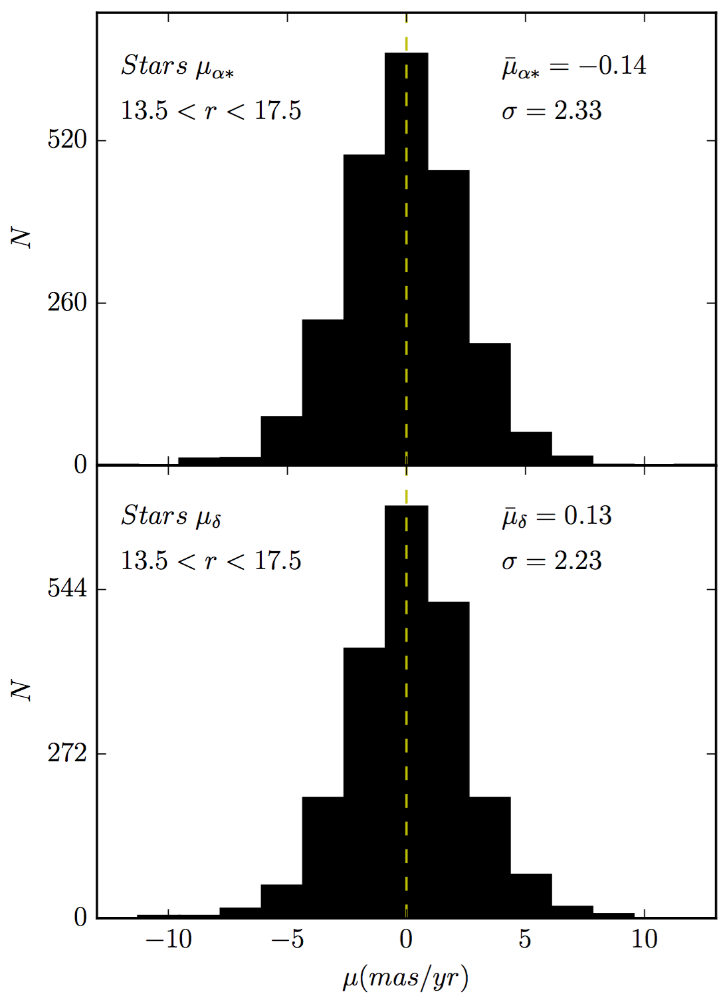 Stars μα∗
13.5 < r < 17.5
μ̄α∗ = −0.14
σ = 2.33
520
260
0
N
Stars μδ
13.5 < r < 17.5
μ̄δ = 0.13
σ = 2.23
544
272
0
N
−10 −5 0 5 10
μ(mas/yr)